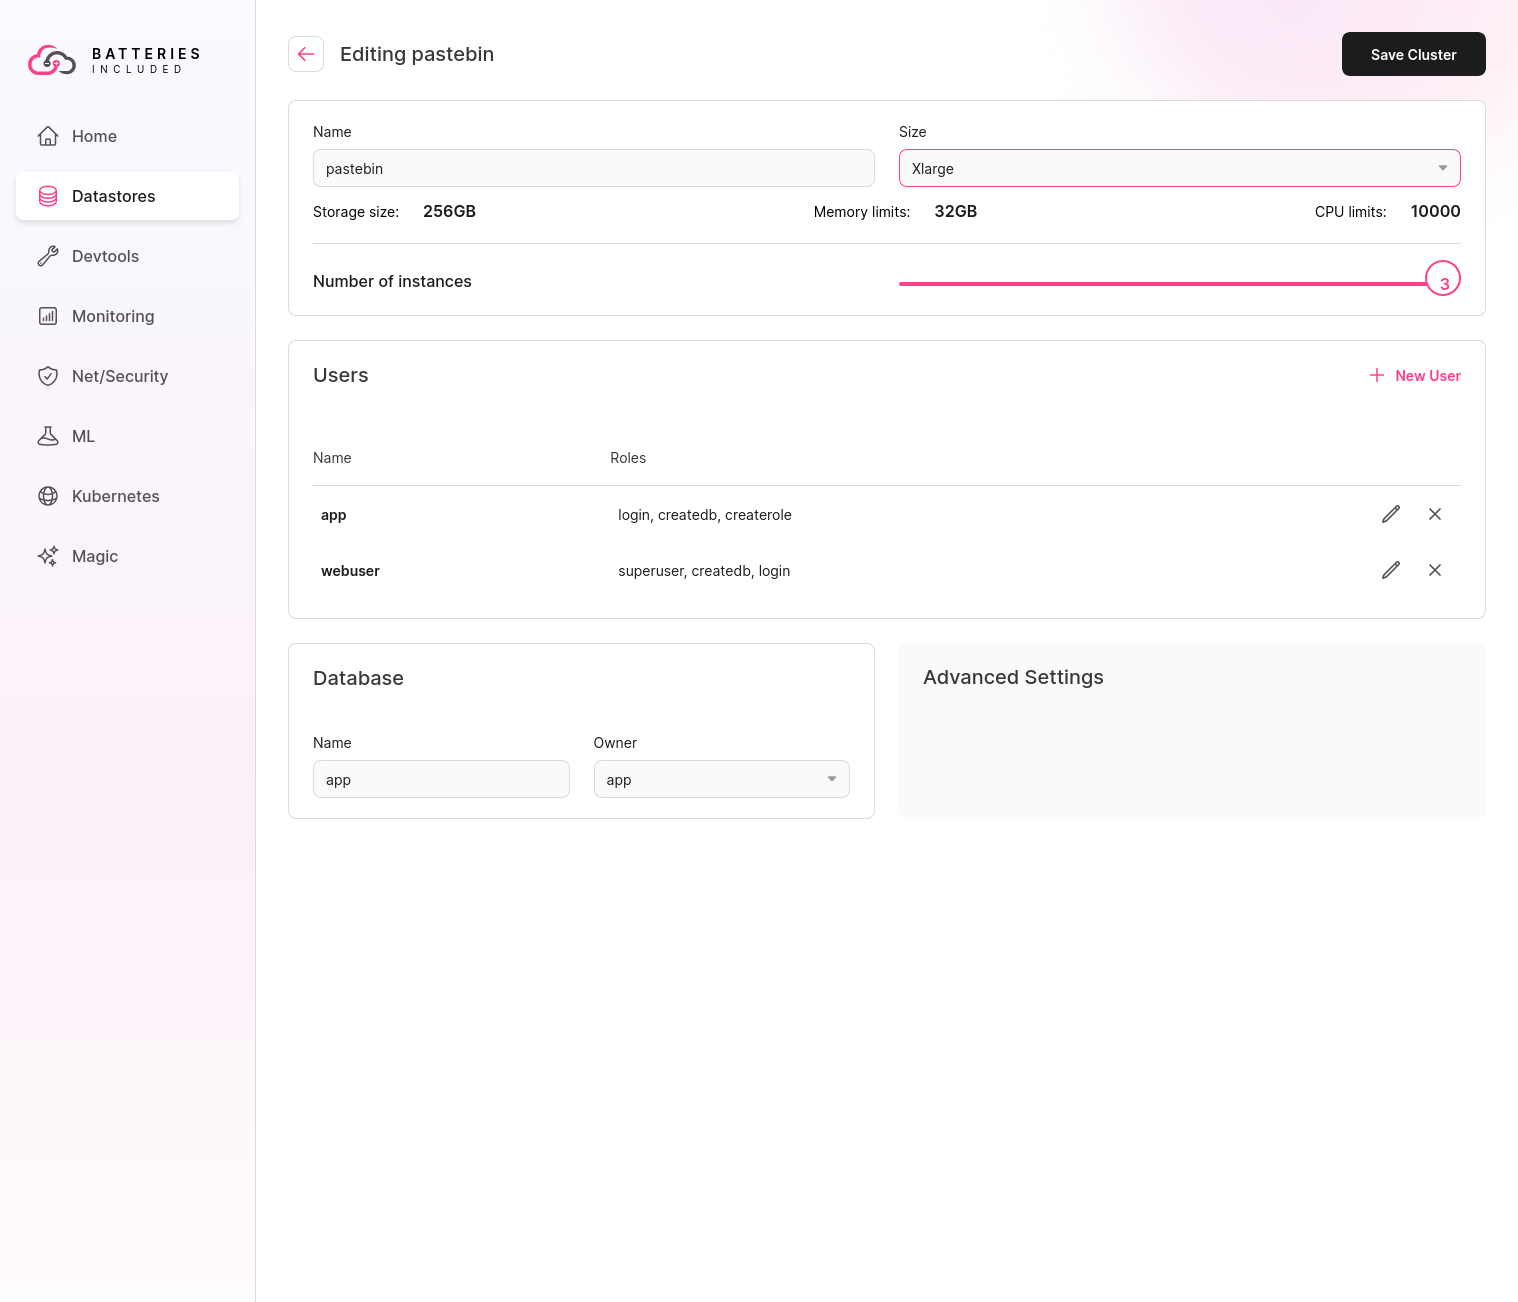 BATTERIES
INCLUDED
Home
Datastores
Devtools
Monitoring
Net/Security
ML
Kubernetes
Magic
Editing pastebin
Save Cluster
Name
Size
pastebin
Xlarge
Storage size: 256GB
Memory limits: 32GB
CPU limits: 10000
Number of instances
3
Users
New User
Name
Roles
app
login, createdb, createrole
webuser
superuser, createdb, login
Database
Name
Owner
app
app
Advanced Settings